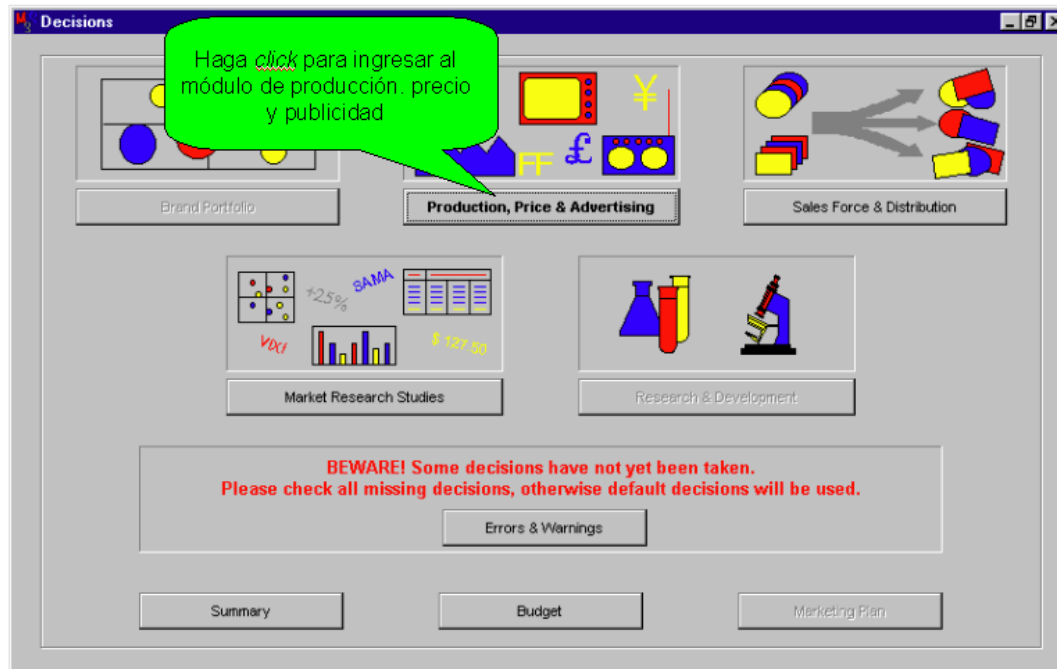 Decisions
Haga click para ingresar al
módulo de producción. precio
y publicidad
¥
FF £
Brand Portfolio
Production, Price & Advertising
Sales Force & Distribution
+25%
SAMA
$ 127.50
Market Research Studies
Research & Development
BEWARE! Some decisions have not yet been taken.
Please check all missing decisions, otherwise default decisions will be used.
Errors & Warnings
Summary
Budget
Marketing Plan